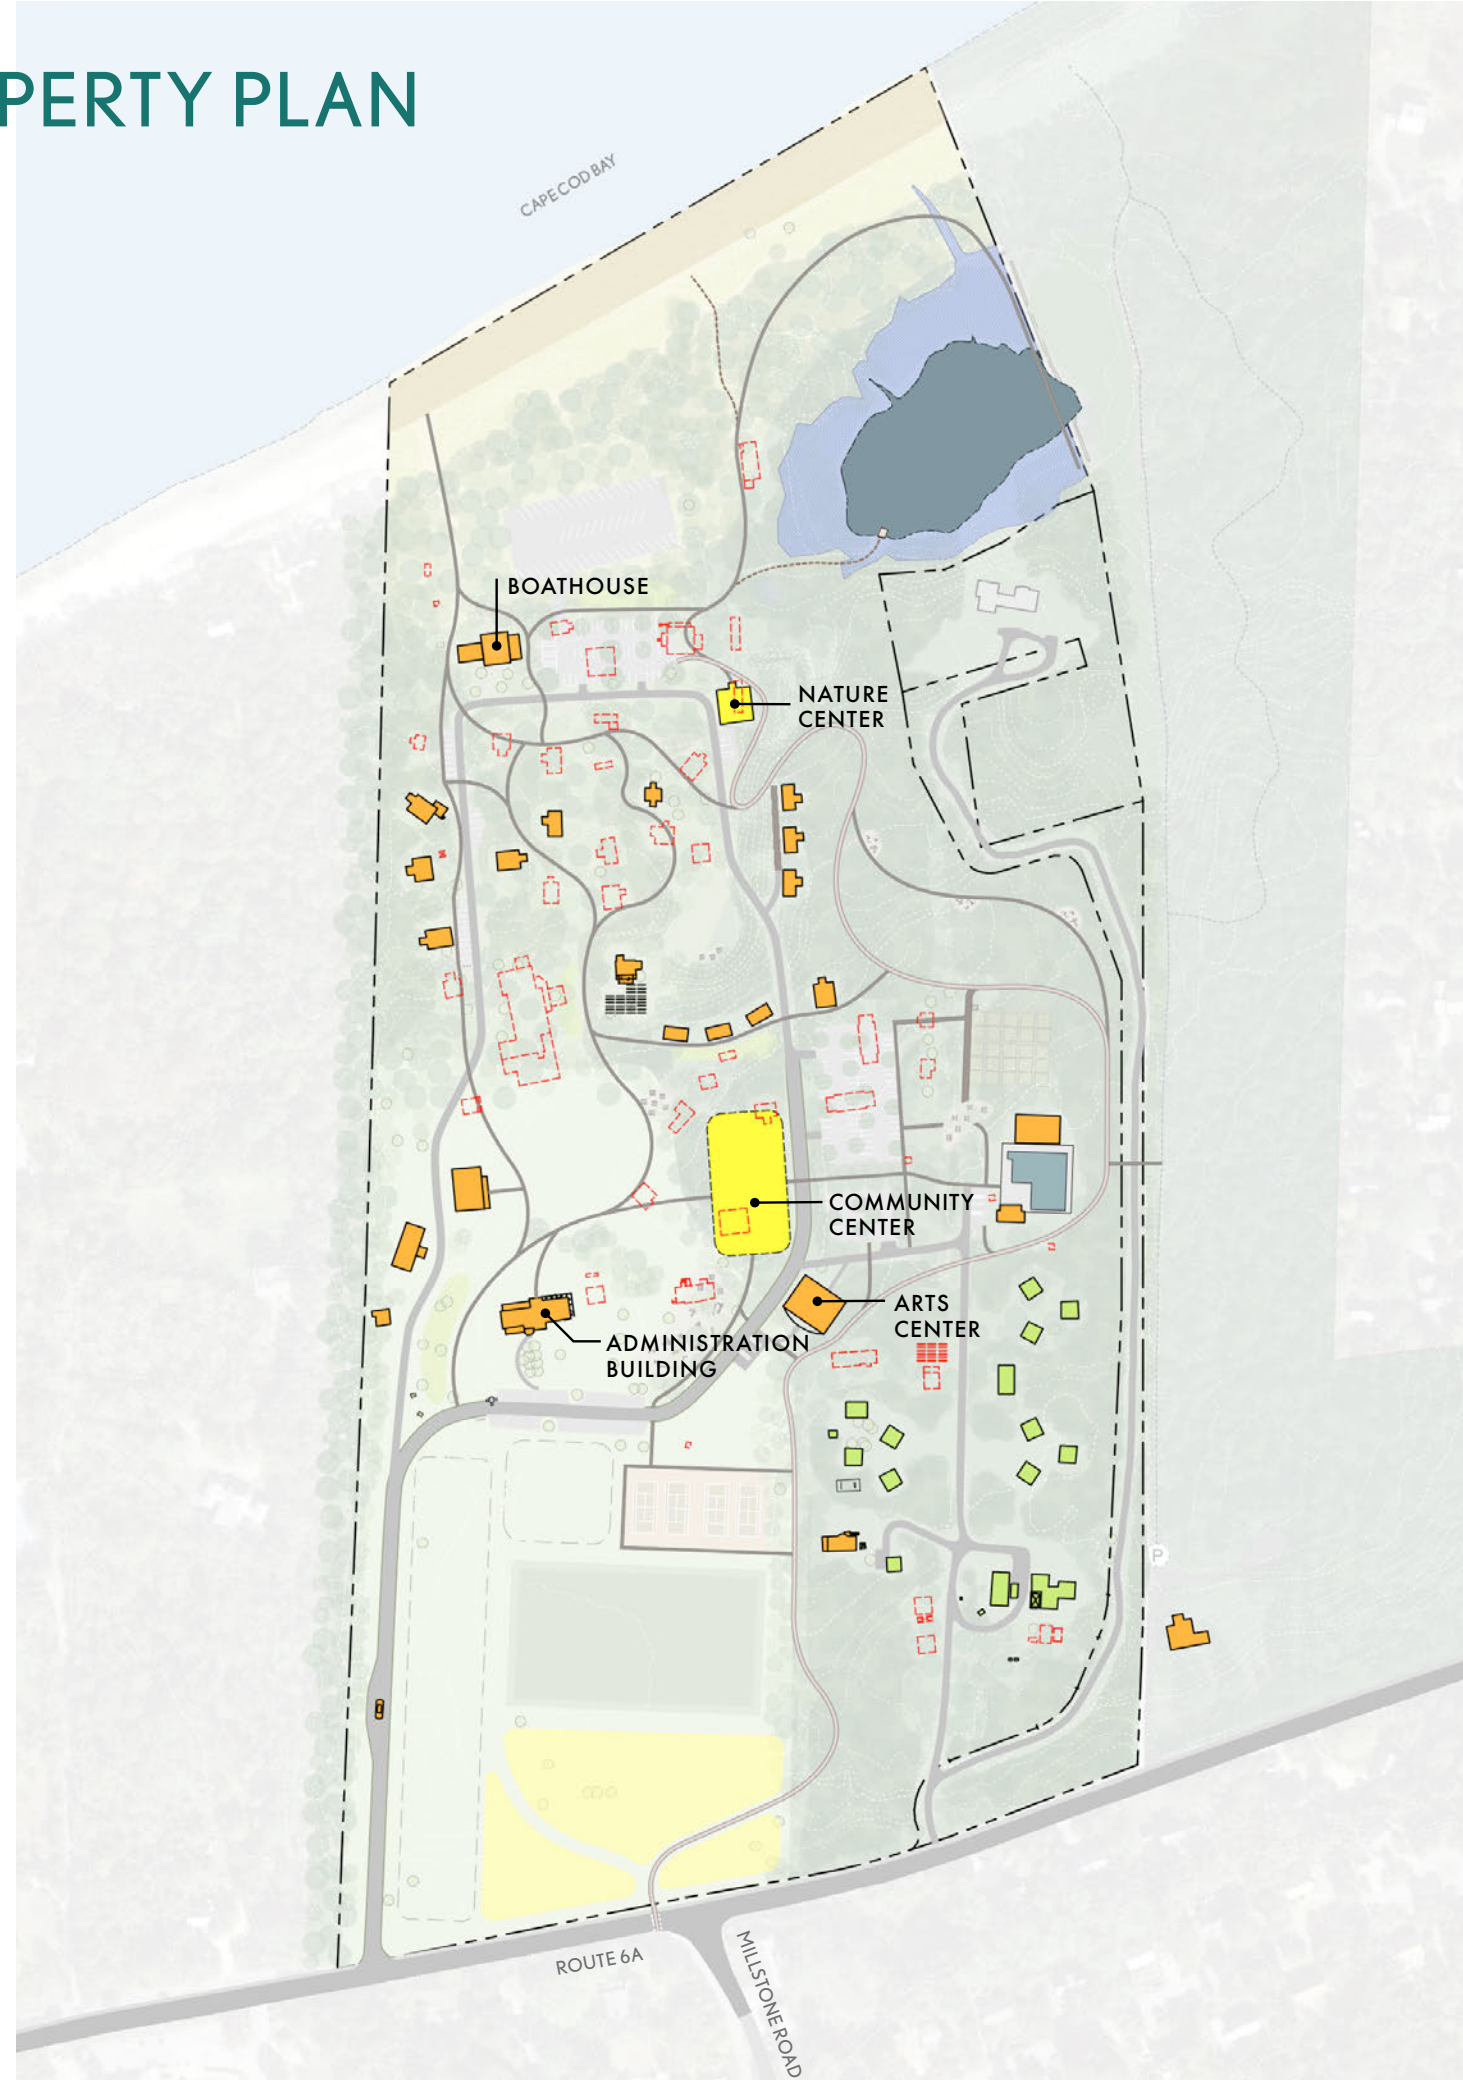 PERTY PLAN
CAPE COD BAY
BOATHOUSE
NATURE
CENTER
COMMUNITY
CENTER
ARTS
CENTER
ADMINISTRATION
BUILDING
P
ROUTE 6A
MILLSTONE ROAD